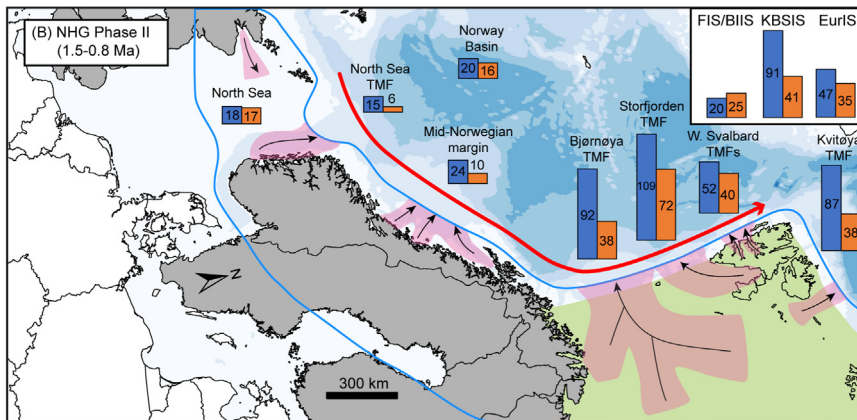 (B) NHG Phase II
(1.5-0.8 Ma)
North Sea
18 17
North Sea
TMF
15 6
Norway
Basin
20 16
Mid-Norwegian
margin
24 10
Bjørnøya
TMF
92 38
Storfjorden
TMF
109 72
W. Svalbard
TMFs
52 40
Kvitøya
TMF
87 38
FIS/BIIS KBSIS EurIS
20 25 91 41 47 35
N
300 km